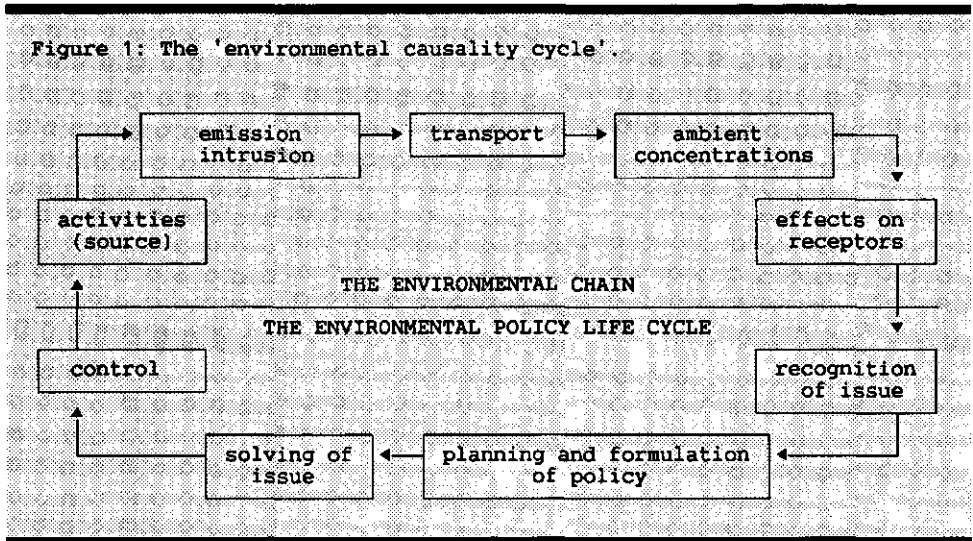 Figure 1: The 'environmental causality cycle'.
emission
intrusion
transport
ambient
concentrations
activities
(source)
effects on
receptors
THE ENVIRONMENTAL CHAIN
THE ENVIRONMENTAL POLICY LIFE CYCLE
control
recognition
of issue
solving of
issue
planning and formulation
of policy